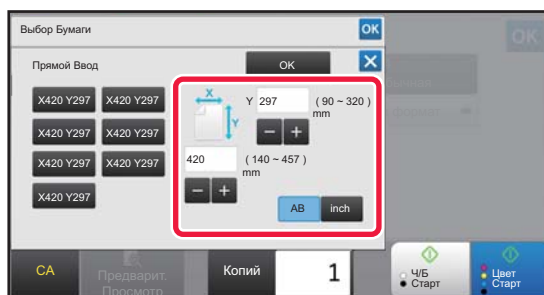 Выбор Бумаги
OK
OK
Прямой Ввод
OK
X420 Y297
X420 Y297
X420 Y297
X420 Y297
X420 Y297
X420 Y297
X420 Y297
X
Y
Y 297 ( 90 ~ 320 )
mm
420 ( 140 ~ 457 )
mm
AB
inch
CA
Предварит.
Просмотр
Копий
1
Ч/Б
Старт
Цвет
Старт